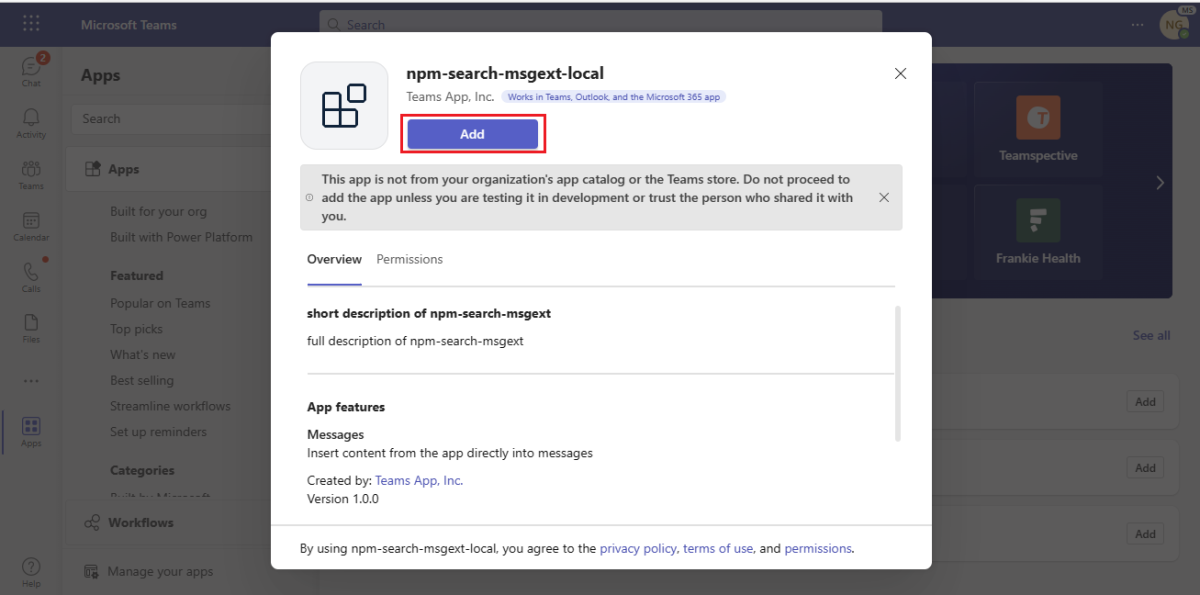 Microsoft Teams
Search
MS
NG
2
Chat
Activity
Teams
Calendar
Calls
Files
Apps
Help
Apps
Search
Apps
Built for your org
Built with Power Platform
Featured
Popular on Teams
Top picks
What's new
Best selling
Streamline workflows
Set up reminders
Categories
Built by Microsoft
Workflows
Manage your apps
npm-search-msgext-local
Teams App, Inc. Works in Teams, Outlook, and the Microsoft 365 app
Add
This app is not from your organization's app catalog or the Teams store. Do not proceed to
add the app unless you are testing it in development or trust the person who shared it with
you.
Overview Permissions
short description of npm-search-msgext
full description of npm-search-msgext
App features
Messages
Insert content from the app directly into messages
Created by: Teams App, Inc.
Version 1.0.0
By using npm-search-msgext-local, you agree to the privacy policy, terms of use, and permissions.
T
Teamspective
Frankie Health
See all
Add
Add
Add